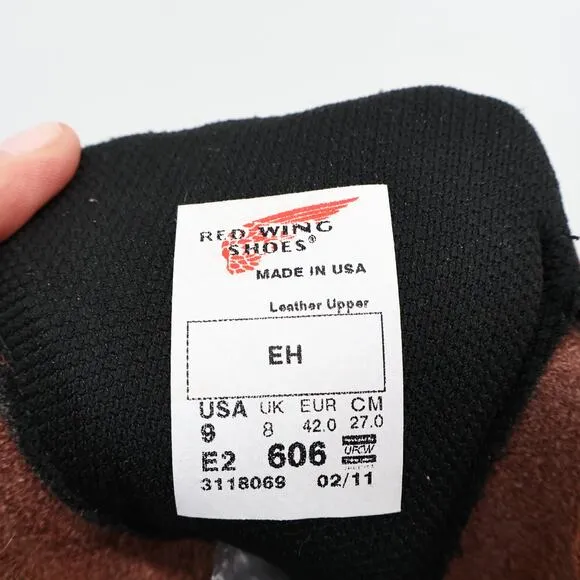 RED WING
SHOES®
MADE IN USA
Leather Upper
EH
USA UK EUR CM
9 8 42.0 27.0
E2 606 UFCW
3118069 02/11